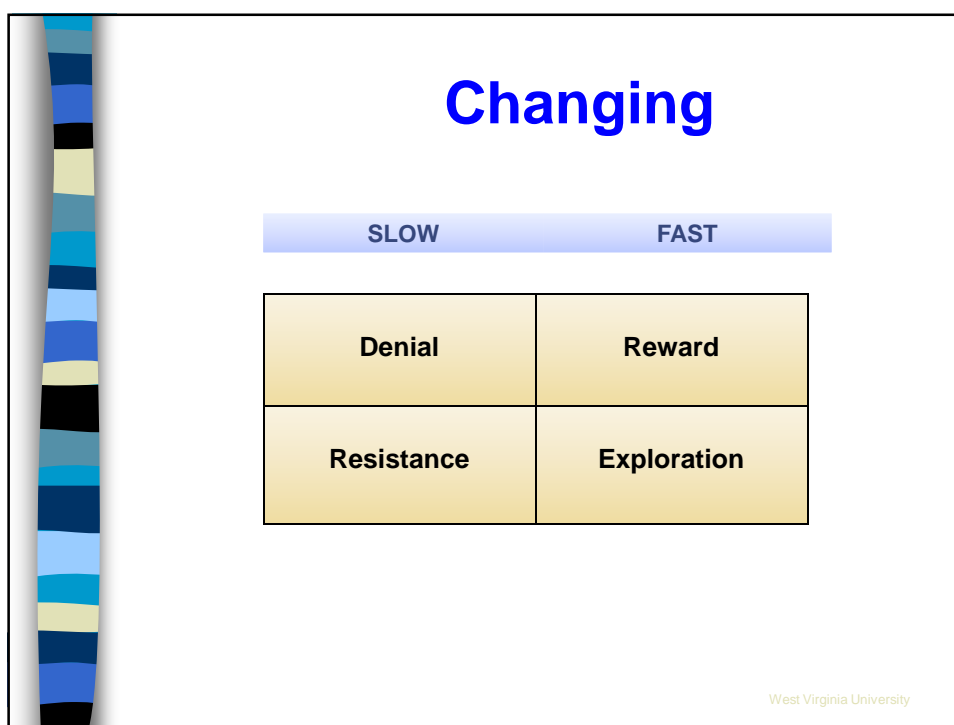 Changing
SLOW FAST
Denial Reward
Resistance Exploration
West Virginia University